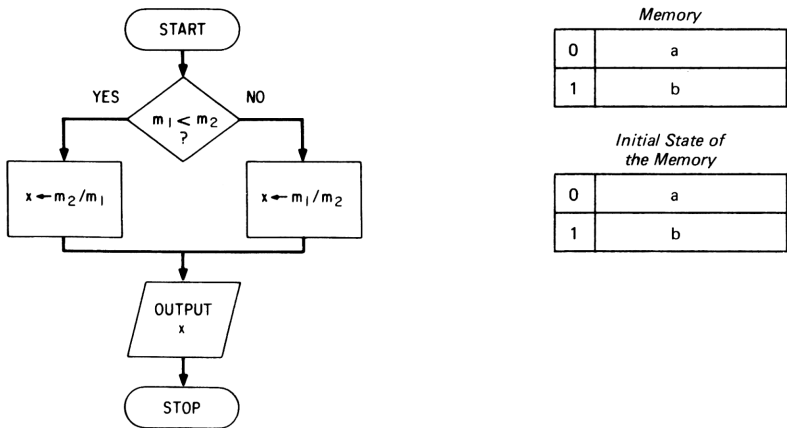 START
YES
NO
m₁ < m₂
?
x ← m₂/m₁
x ← m₁/m₂
OUTPUT
x
STOP
Memory
0 a
1 b
Initial State of
the Memory
0 a
1 b